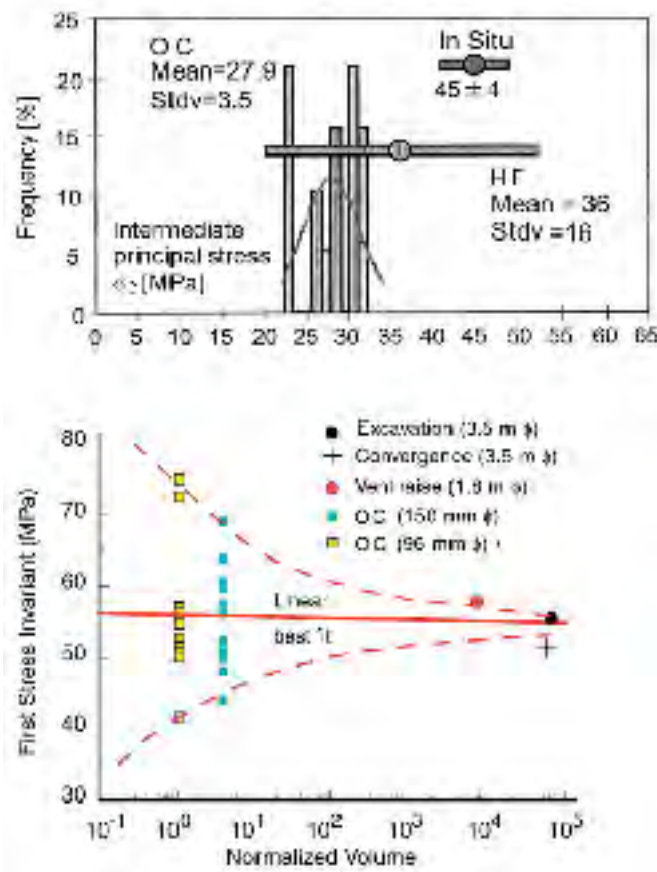 25
20
15
10
5
0
Frequency [%]
OC
Mean=27.9
Stdv=3.5
In Situ
45 ± 4
HF
Mean = 36
Stdv =16
Intermediate
principal stress
[MPa]
0 5 10 15 20 25 30 35 40 45 50 55 60 65
80
70
60
50
40
30
First Stress Invariant (MPa)
Excavation (3.5 m ϕ)
Convergence (3.5 m ϕ)
Vent raise (1.8 m ϕ)
OC (150 mm ϕ)
OC (96 mm ϕ)
Linear
best fit
10⁻¹ 10⁰ 10¹ 10² 10³ 10⁴ 10⁵
Normalized Volume